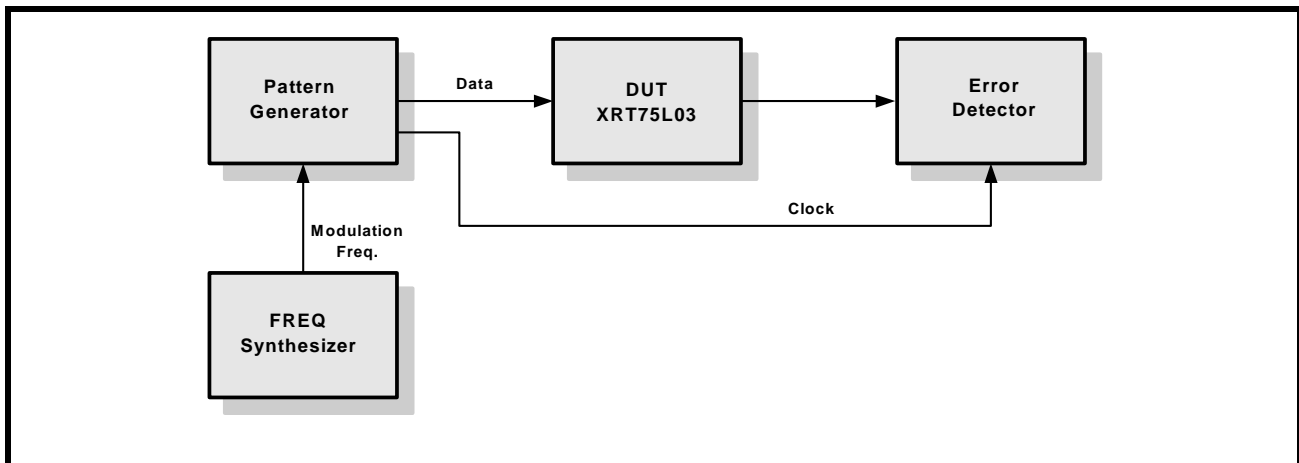 Pattern
Generator
Data
DUT
XRT75L03
Error
Detector
Clock
Modulation
Freq.
FREQ
Synthesizer